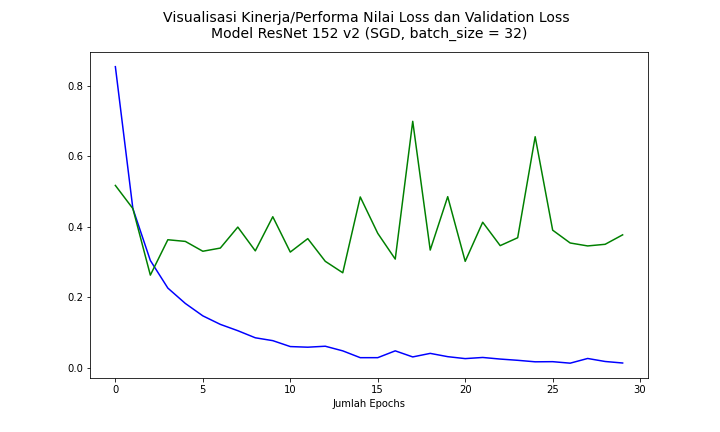 Visualisasi Kinerja/Performa Nilai Loss dan Validation Loss
Model ResNet 152 v2 (SGD, batch_size = 32)
0.8
0.6
0.4
0.2
0.0
0 5 10 15 20 25 30
Jumlah Epochs